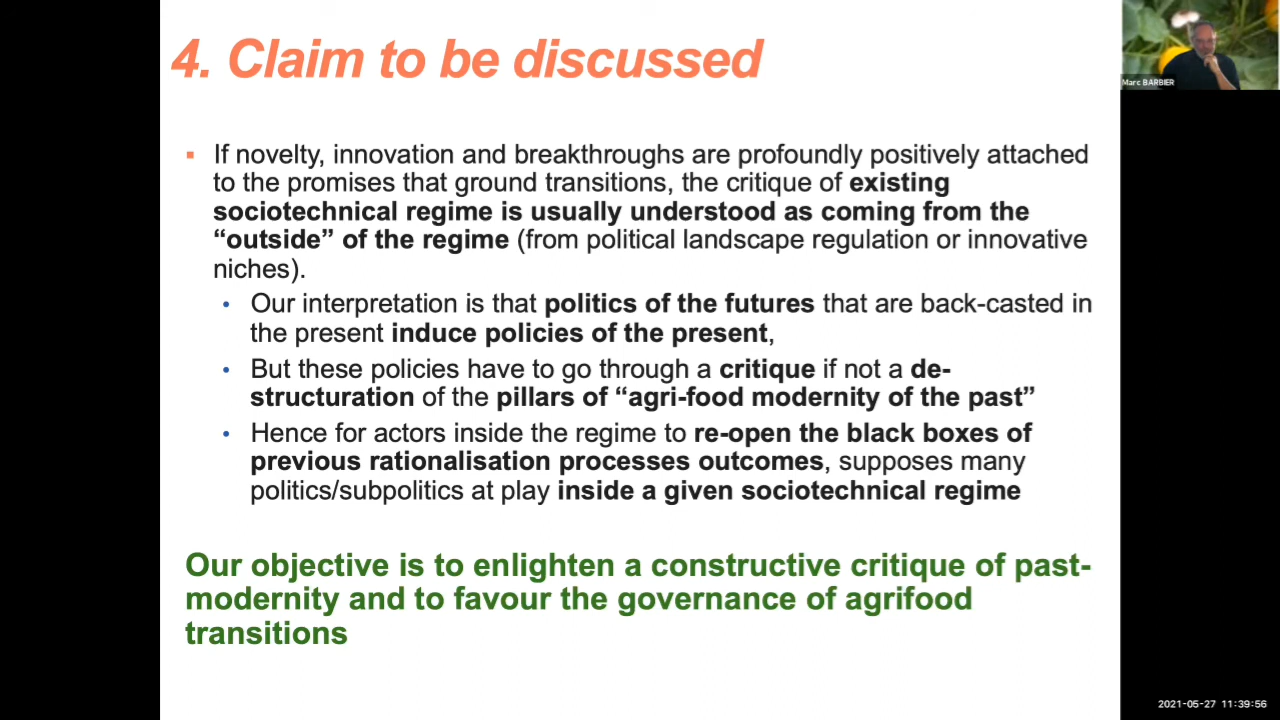 4. Claim to be discussed
Marc BARBIER
▪ If novelty, innovation and breakthroughs are profoundly positively attached
to the promises that ground transitions, the critique of existing
sociotechnical regime is usually understood as coming from the
“outside” of the regime (from political landscape regulation or innovative
niches).
• Our interpretation is that politics of the futures that are back-casted in
the present induce policies of the present,
• But these policies have to go through a critique if not a de-
structuration of the pillars of “agri-food modernity of the past”
• Hence for actors inside the regime to re-open the black boxes of
previous rationalisation processes outcomes, supposes many
politics/subpolitics at play inside a given sociotechnical regime
Our objective is to enlighten a constructive critique of past-
modernity and to favour the governance of agrifood
transitions
2021-05-27 11:39:56